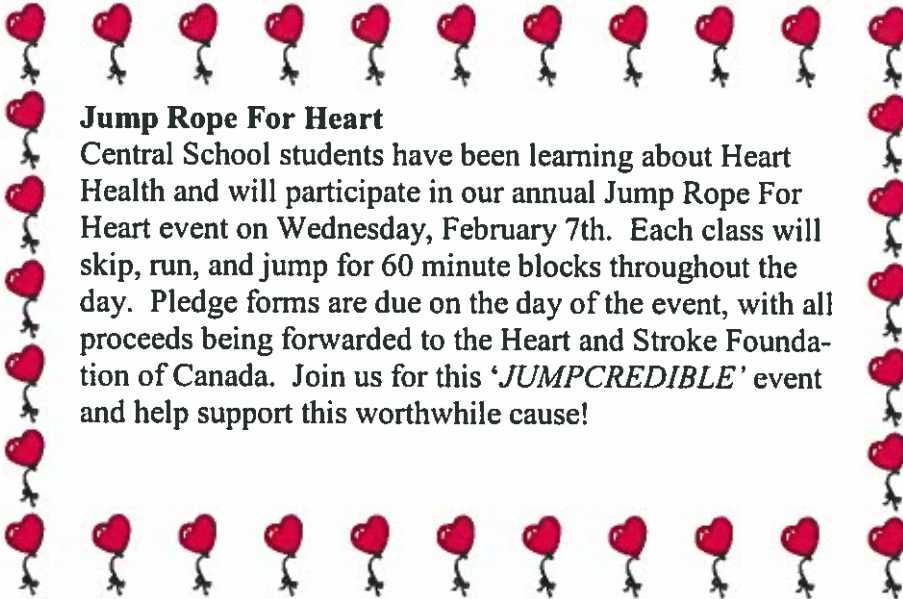 Jump Rope For Heart
Central School students have been learning about Heart
Health and will participate in our annual Jump Rope For
Heart event on Wednesday, February 7th.  Each class will
skip, run, and jump for 60 minute blocks throughout the
day.  Pledge forms are due on the day of the event, with all
proceeds being forwarded to the Heart and Stroke Founda-
tion of Canada.  Join us for this ‘JUMPCREDIBLE’ event
and help support this worthwhile cause!